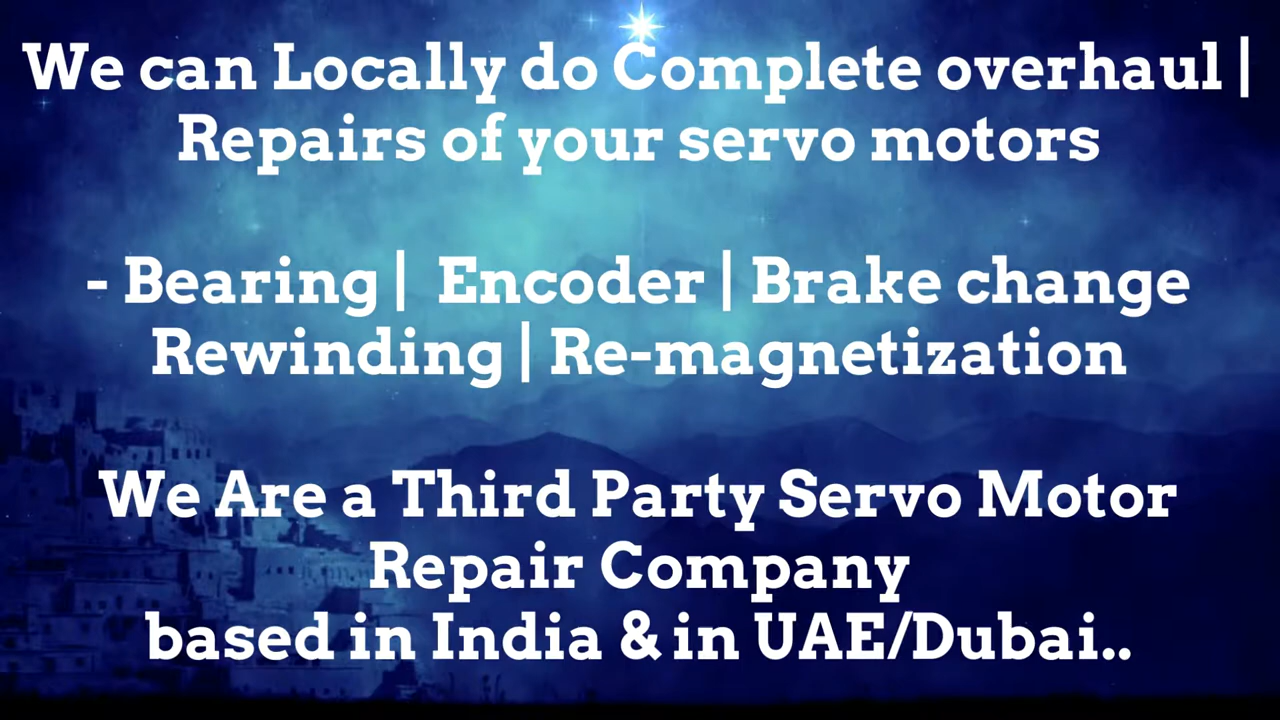 We can Locally do Complete overhaul |
Repairs of your servo motors
- Bearing | Encoder | Brake change
Rewinding | Re-magnetization
We Are a Third Party Servo Motor
Repair Company
based in India & in UAE/Dubai..